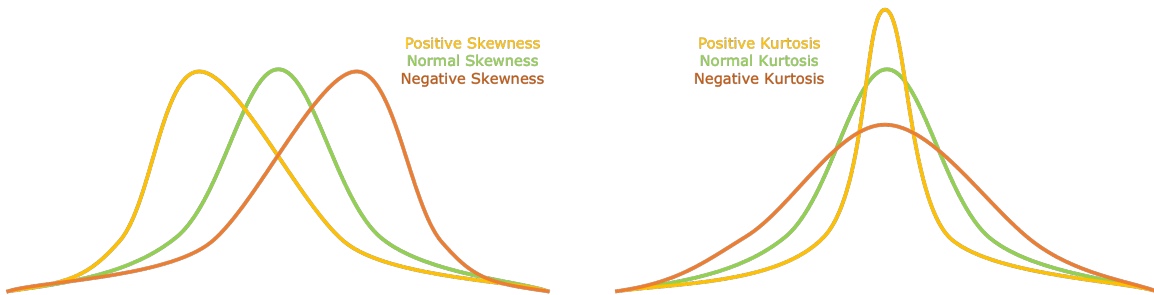 Positive Skewness
Normal Skewness
Negative Skewness
Positive Kurtosis
Normal Kurtosis
Negative Kurtosis